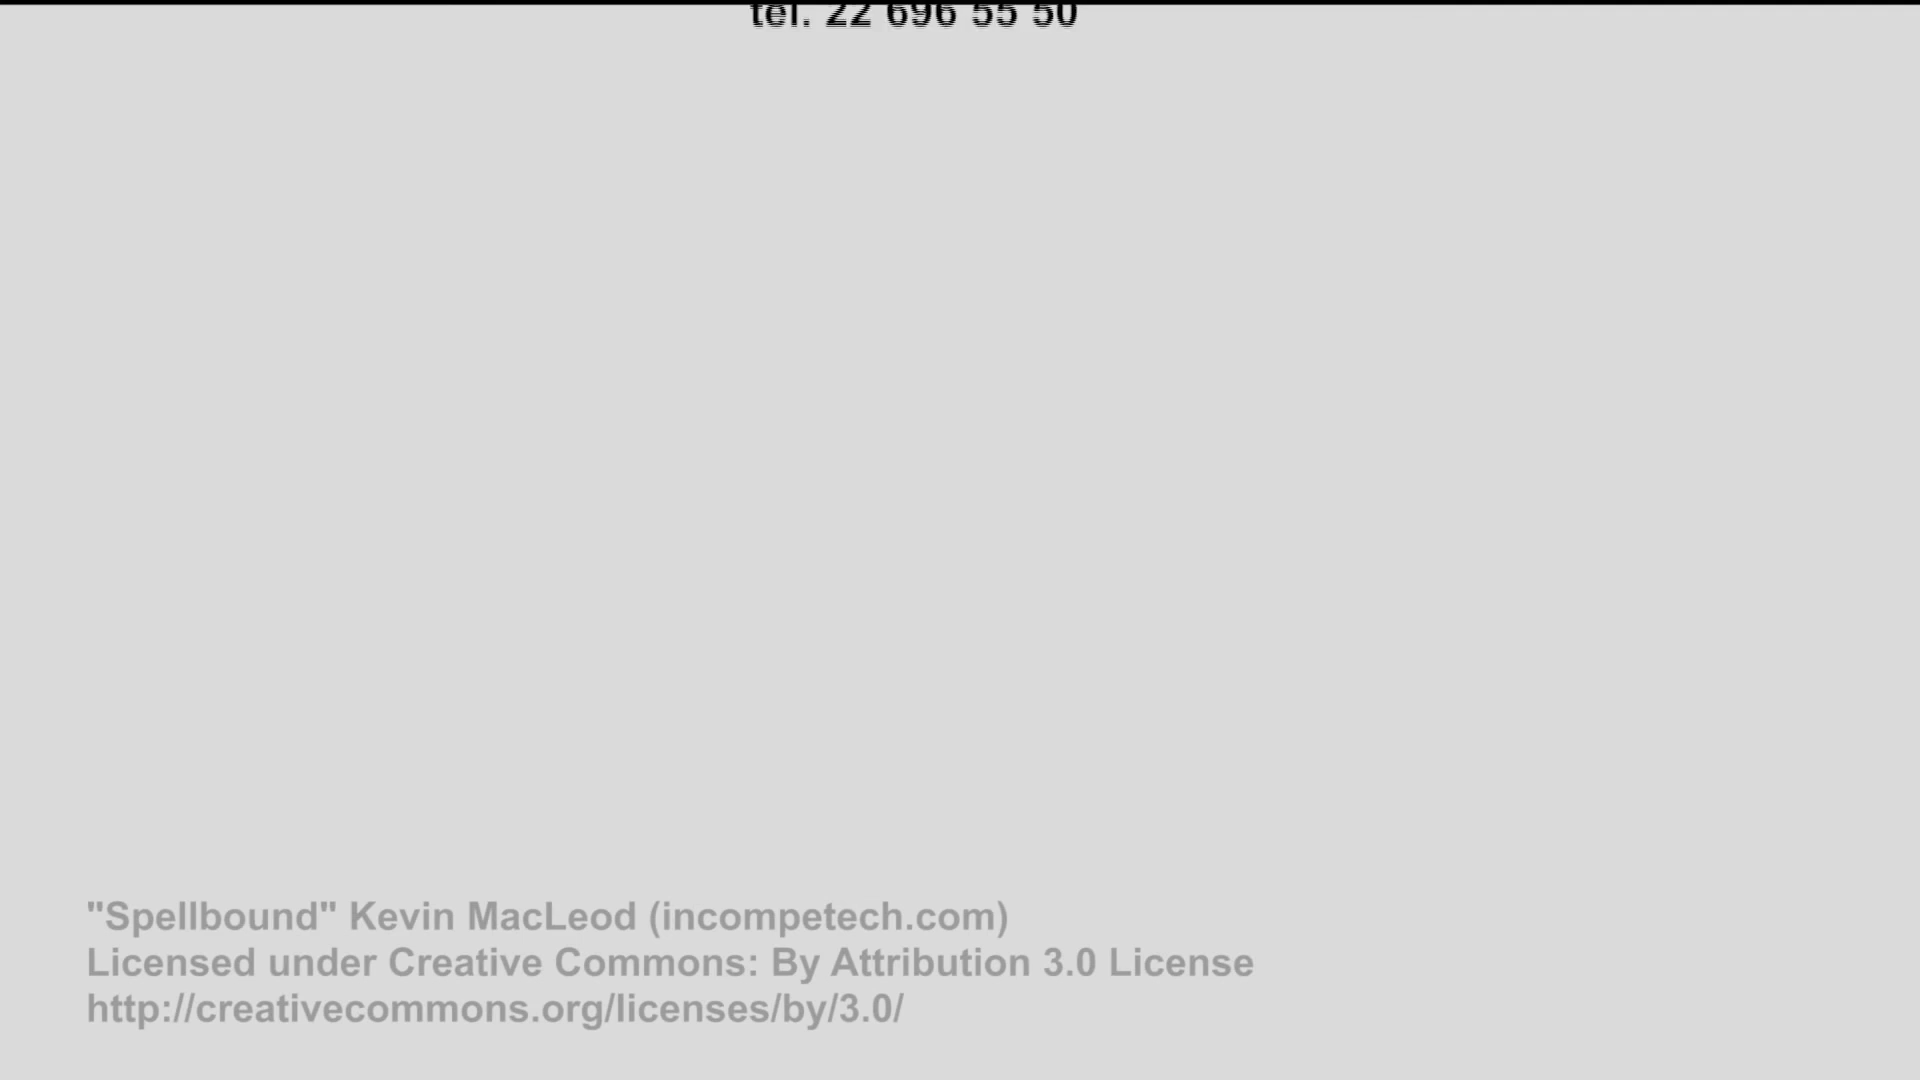 tel. 22 696 55 50
"Spellbound" Kevin MacLeod (incompetech.com)
Licensed under Creative Commons: By Attribution 3.0 License
http://creativecommons.org/licenses/by/3.0/